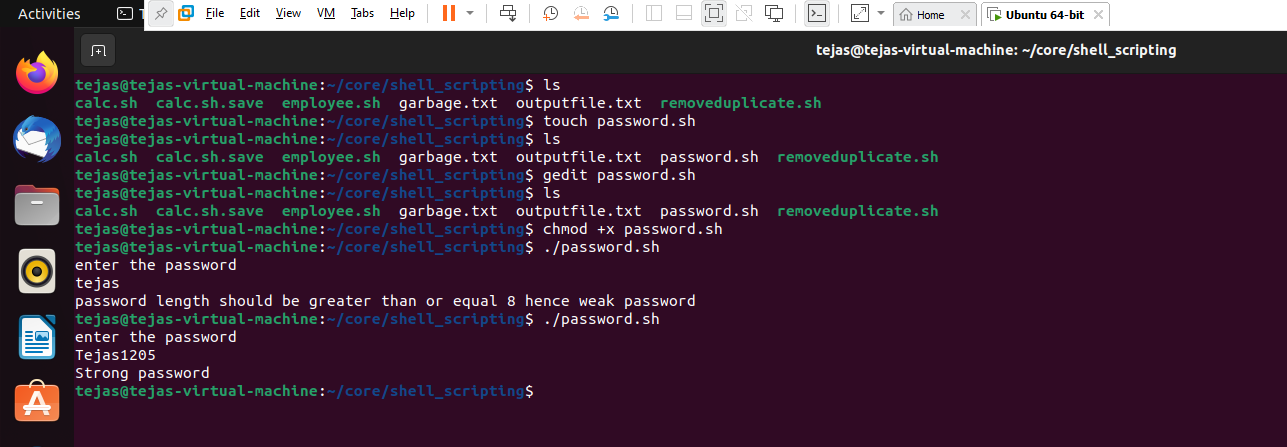 Activities T File Edit View VM Tabs Help Home Ubuntu 64-bit
tejas@tejas-virtual-machine: ~/core/shell_scripting
tejas@tejas-virtual-machine:~/core/shell_scripting$ ls
calc.sh calc.sh.save employee.sh garbage.txt outputfile.txt removeduplicate.sh
tejas@tejas-virtual-machine:~/core/shell_scripting$ touch password.sh
tejas@tejas-virtual-machine:~/core/shell_scripting$ ls
calc.sh calc.sh.save employee.sh garbage.txt outputfile.txt password.sh removeduplicate.sh
tejas@tejas-virtual-machine:~/core/shell_scripting$ gedit password.sh
tejas@tejas-virtual-machine:~/core/shell_scripting$ ls
calc.sh calc.sh.save employee.sh garbage.txt outputfile.txt password.sh removeduplicate.sh
tejas@tejas-virtual-machine:~/core/shell_scripting$ chmod +x password.sh
tejas@tejas-virtual-machine:~/core/shell_scripting$ ./password.sh
enter the password
tejas
password length should be greater than or equal 8 hence weak password
tejas@tejas-virtual-machine:~/core/shell_scripting$ ./password.sh
enter the password
Tejas1205
Strong password
tejas@tejas-virtual-machine:~/core/shell_scripting$